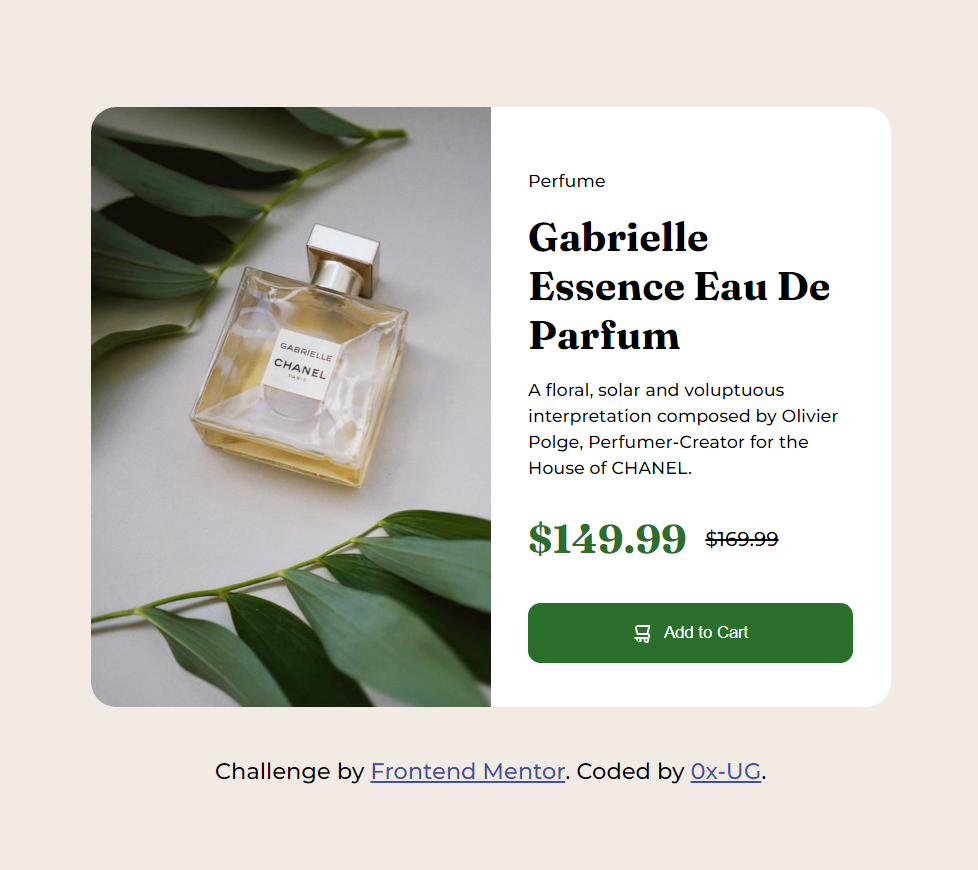 GABRIELLE
CHANEL
PARIS
Perfume
Gabrielle
Essence Eau De
Parfum
A floral, solar and voluptuous
interpretation composed by Olivier
Polge, Perfumer-Creator for the
House of CHANEL.
$149.99 $169.99
Add to Cart
Challenge by Frontend Mentor. Coded by 0x-UG.